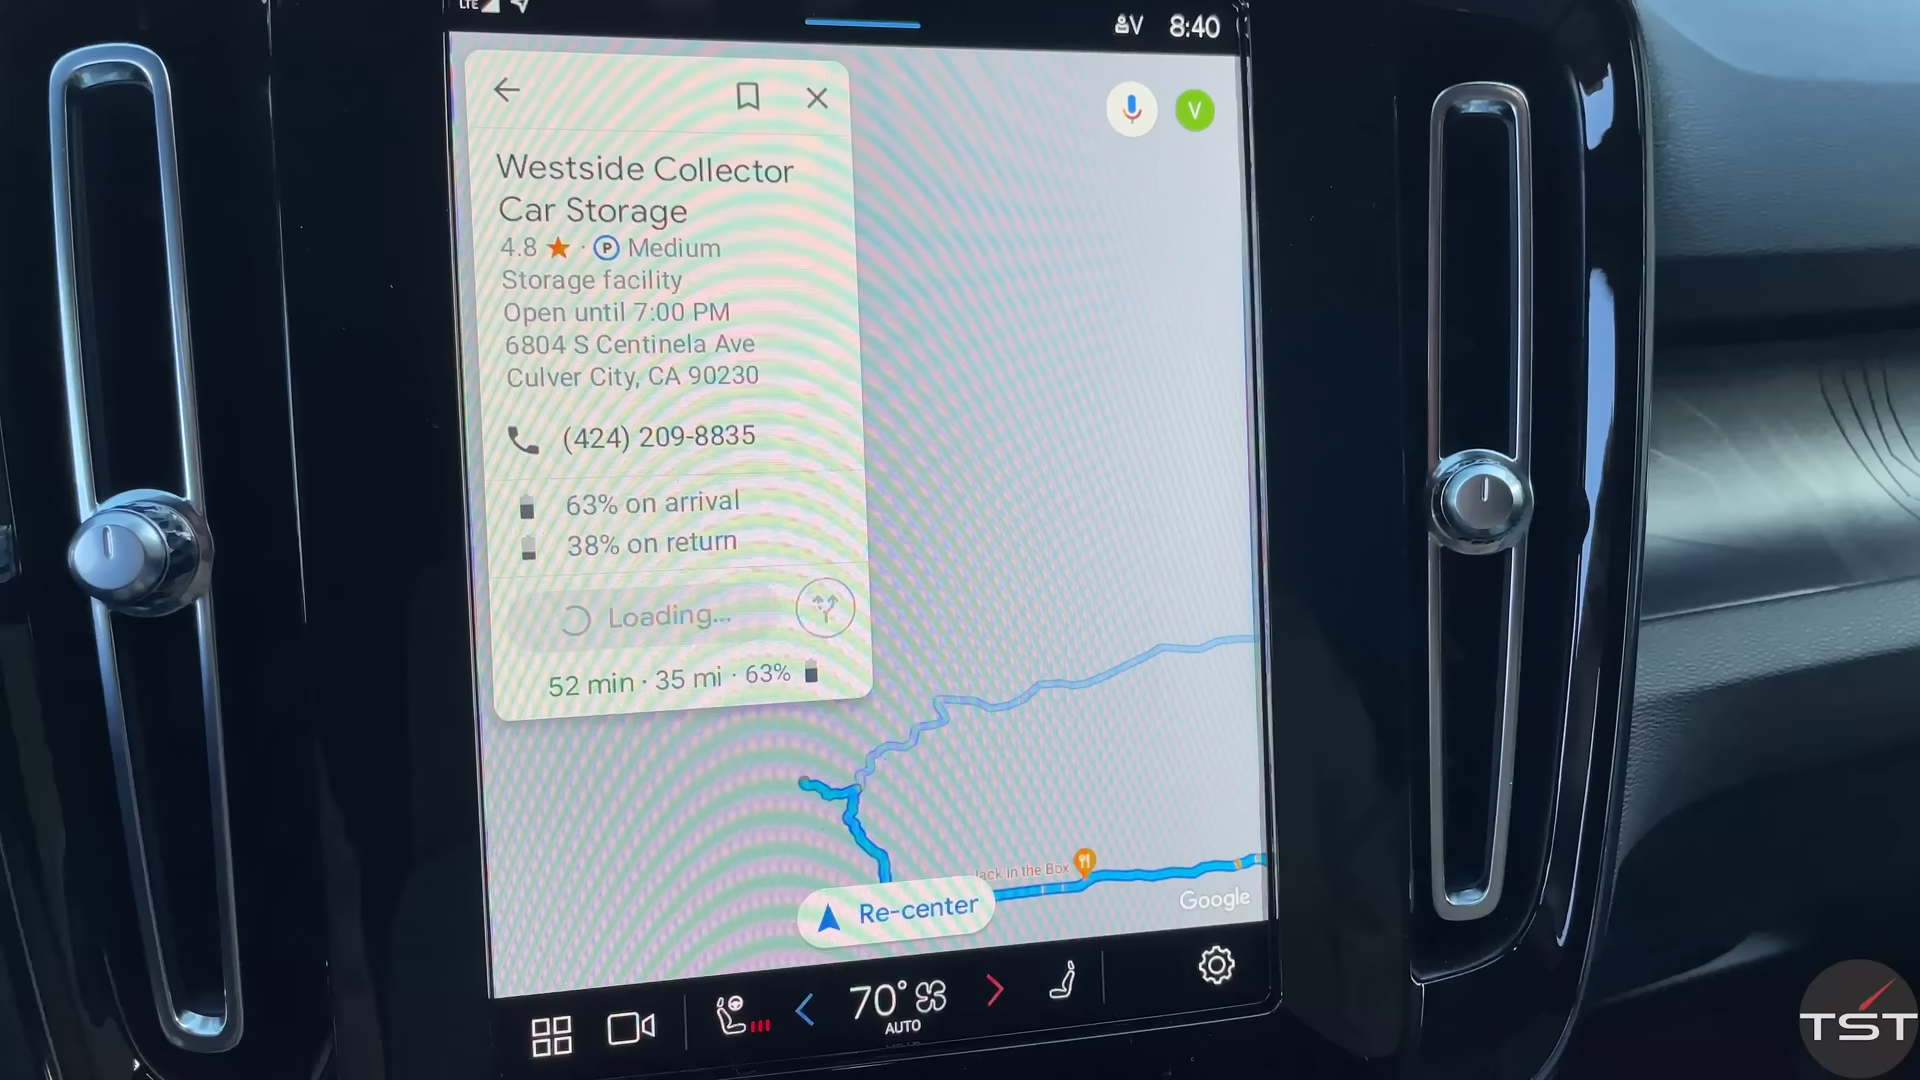 LTE
V 8:40
V
Westside Collector
Car Storage
4.8 · P Medium
Storage facility
Open until 7:00 PM
6804 S Centinela Ave
Culver City, CA 90230
(424) 209-8835
63% on arrival
38% on return
Loading...
52 min · 35 mi · 63%
Jack in the Box
Re-center
Google
70°
AUTO
TST